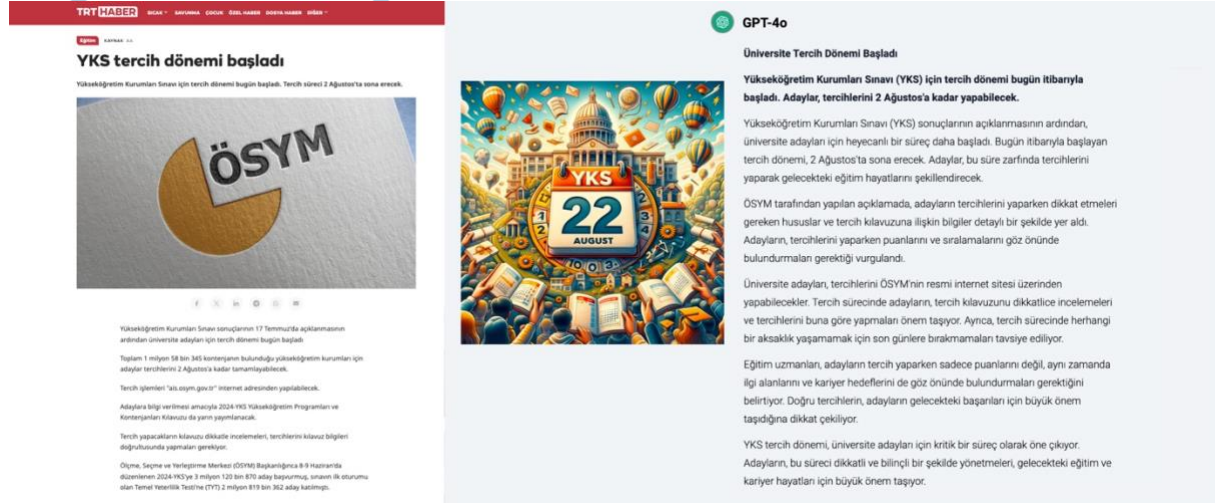 TRT HABER
SICAK
SAVUNMA
ÇOCUK
ÖZEL HABER
DOSYA HABER
DİĞER
Eğitim
KAYNAK AA
YKS tercih dönemi başladı
Yükseköğretim Kurumları Sınavı için tercih dönemi bugün başladı. Tercih süreci 2 Ağustos'ta sona erecek.
ÖSYM
Yükseköğretim Kurumları Sınavı sonuçlarının 17 Temmuz'da açıklanmasının
ardından üniversite adayları için tercih dönemi bugün başladı
Toplam 1 milyon 58 bin 345 kontenjanın bulunduğu yükseköğretim kurumları için
adaylar tercihlerini 2 Ağustos'a kadar tamamlayabilecek.
Tercih işlemleri "ais.osym.gov.tr" internet adresinden yapılabilecek.
Adaylara bilgi verilmesi amacıyla 2024-YKS Yükseköğretim Programları ve
Kontenjanları Kılavuzu da yarın yayımlanacak.
Tercih yapacakların kılavuzu dikkatle incelemeleri, tercihlerini kılavuz bilgileri
doğrultusunda yapmaları gerekiyor.
Ölçme, Seçme ve Yerleştirme Merkezi (ÖSYM) Başkanlığınca 8-9 Haziran'da
düzenlenen 2024-YKS'ye 3 milyon 120 bin 870 aday başvurmuş, sınavın ilk oturumu
olan Temel Yeterlilik Testi'ne (TYT) 2 milyon 819 bin 362 aday katılmıştı.
YKS
22
AUGUST
GPT-4o
Üniversite Tercih Dönemi Başladı
Yükseköğretim Kurumları Sınavı (YKS) için tercih dönemi bugün itibarıyla
başladı. Adaylar, tercihlerini 2 Ağustos'a kadar yapabilecek.
Yükseköğretim Kurumları Sınavı (YKS) sonuçlarının açıklanmasının ardından,
üniversite adayları için heyecanlı bir süreç daha başladı. Bugün itibarıyla başlayan
tercih dönemi, 2 Ağustos'ta sona erecek. Adaylar, bu süre zarfında tercihlerini
yaparak gelecekteki eğitim hayatlarını şekillendirecek.
ÖSYM tarafından yapılan açıklamada, adayların tercihlerini yaparken dikkat etmeleri
gereken hususlar ve tercih kılavuzuna ilişkin bilgiler detaylı bir şekilde yer aldı.
Adayların, tercihlerini yaparken puanlarını ve sıralamalarını göz önünde
bulundurmaları gerektiği vurgulandı.
Üniversite adayları, tercihlerini ÖSYM'nin resmi internet sitesi üzerinden
yapabilecekler. Tercih sürecinde adayların, tercih kılavuzunu dikkatlice incelemeleri
ve tercihlerini buna göre yapmaları önem taşıyor. Ayrıca, tercih sürecinde herhangi
bir aksaklık yaşamamak için son günlere bırakmamaları tavsiye ediliyor.
Eğitim uzmanları, adayların tercih yaparken sadece puanlarını değil, aynı zamanda
ilgi alanlarını ve kariyer hedeflerini de göz önünde bulundurmaları gerektiğini
belirtiyor. Doğru tercihlerin, adayların gelecekteki başarıları için büyük önem
taşıdığına dikkat çekiliyor.
YKS tercih dönemi, üniversite adayları için kritik bir süreç olarak öne çıkıyor.
Adayların, bu süreci dikkatli ve bilinçli bir şekilde yönetmeleri, gelecekteki eğitim ve
kariyer hayatları için büyük önem taşıyor.